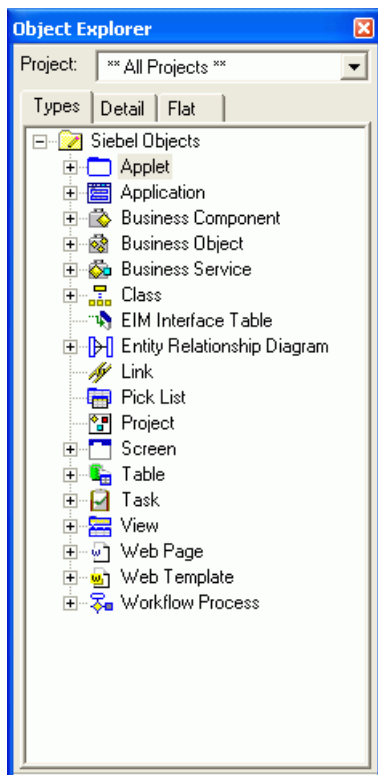 Object Explorer
Project: ** All Projects **
Types Detail Flat
Siebel Objects
Applet
Application
Business Component
Business Object
Business Service
Class
EIM Interface Table
Entity Relationship Diagram
Link
Pick List
Project
Screen
Table
Task
View
Web Page
Web Template
Workflow Process